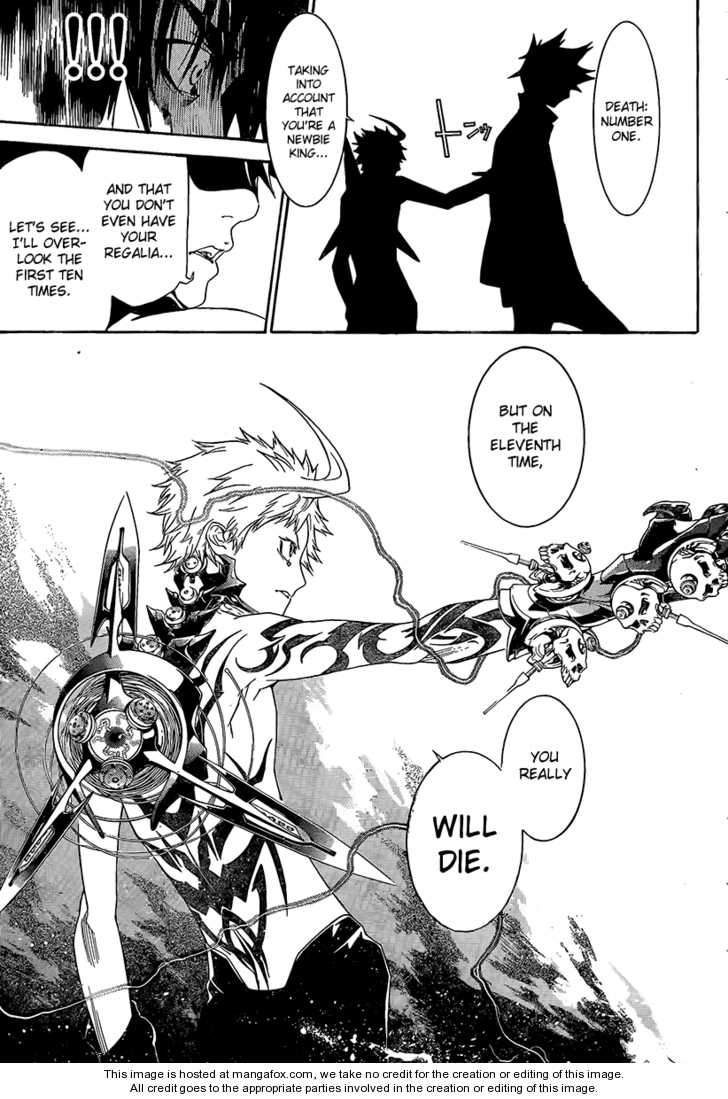 DEATH:
NUMBER
ONE.
トンッ
TAKING
INTO
ACCOUNT
THAT
YOU'RE A
NEWBIE
KING...
!!!
AND THAT
YOU DON'T
EVEN HAVE
YOUR
REGALIA...
LET'S SEE...
I'LL OVER-
LOOK THE
FIRST TEN
TIMES.
BUT ON
THE
ELEVENTH
TIME,
YOU
REALLY
WILL
DIE.
This image is hosted at mangafox.com, we take no credit for the creation or editing of this image.
All credit goes to the appropriate parties involved in the creation or editing of this image.